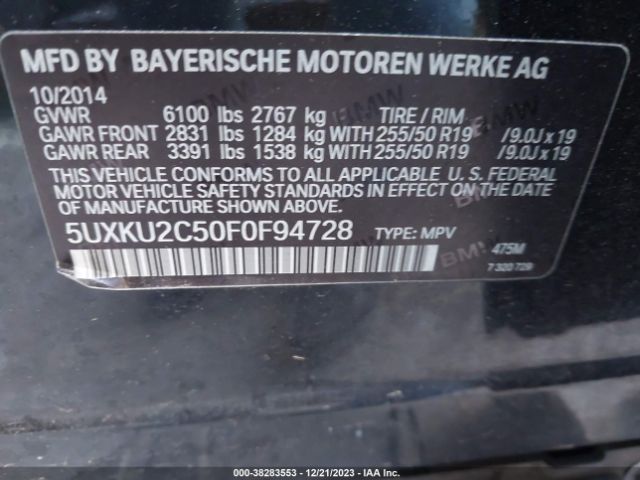 MFD BY BAYERISCHE MOTOREN WERKE AG
10/2014
GVWR 6100 lbs 2767 kg TIRE / RIM
GAWR FRONT 2831 lbs 1284 kg WITH 255/50 R19 /9.0J x 19
GAWR REAR 3391 lbs 1538 kg WITH 255/50 R19 /9.0J x 19
THIS VEHICLE CONFORMS TO ALL APPLICABLE U. S. FEDERAL
MOTOR VEHICLE SAFETY STANDARDS IN EFFECT ON THE DATE
OF MANUFACTURE SHOWN ABOVE.
5UXKU2C50F0F94728 TYPE: MPV
475M
000-38283553 - 12/21/2023 - IAA Inc.